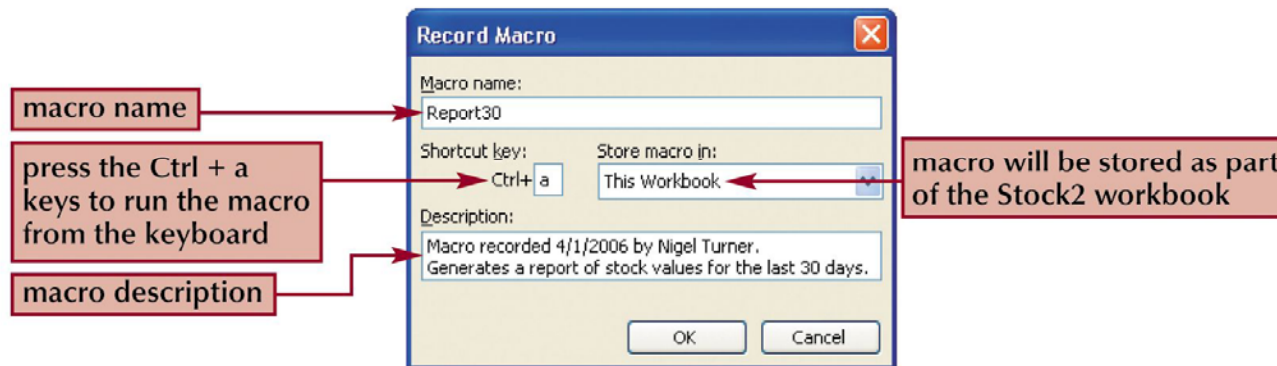 Record Macro
Macro name:
macro name
Report30
Shortcut key:
Store macro in:
press the Ctrl + a
keys to run the macro
from the keyboard
Ctrl+ a
This Workbook
macro will be stored as part
of the Stock2 workbook
Description:
Macro recorded 4/1/2006 by Nigel Turner.
Generates a report of stock values for the last 30 days.
macro description
OK
Cancel